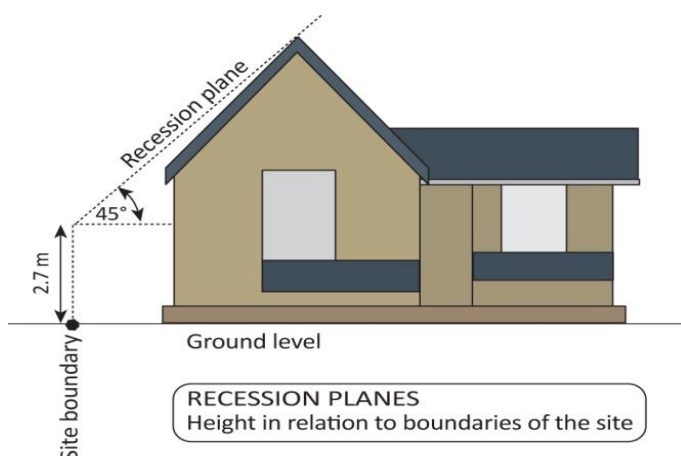 Recession plane
45°
2.7 m
Site boundary
Ground level
RECESSION PLANES
Height in relation to boundaries of the site